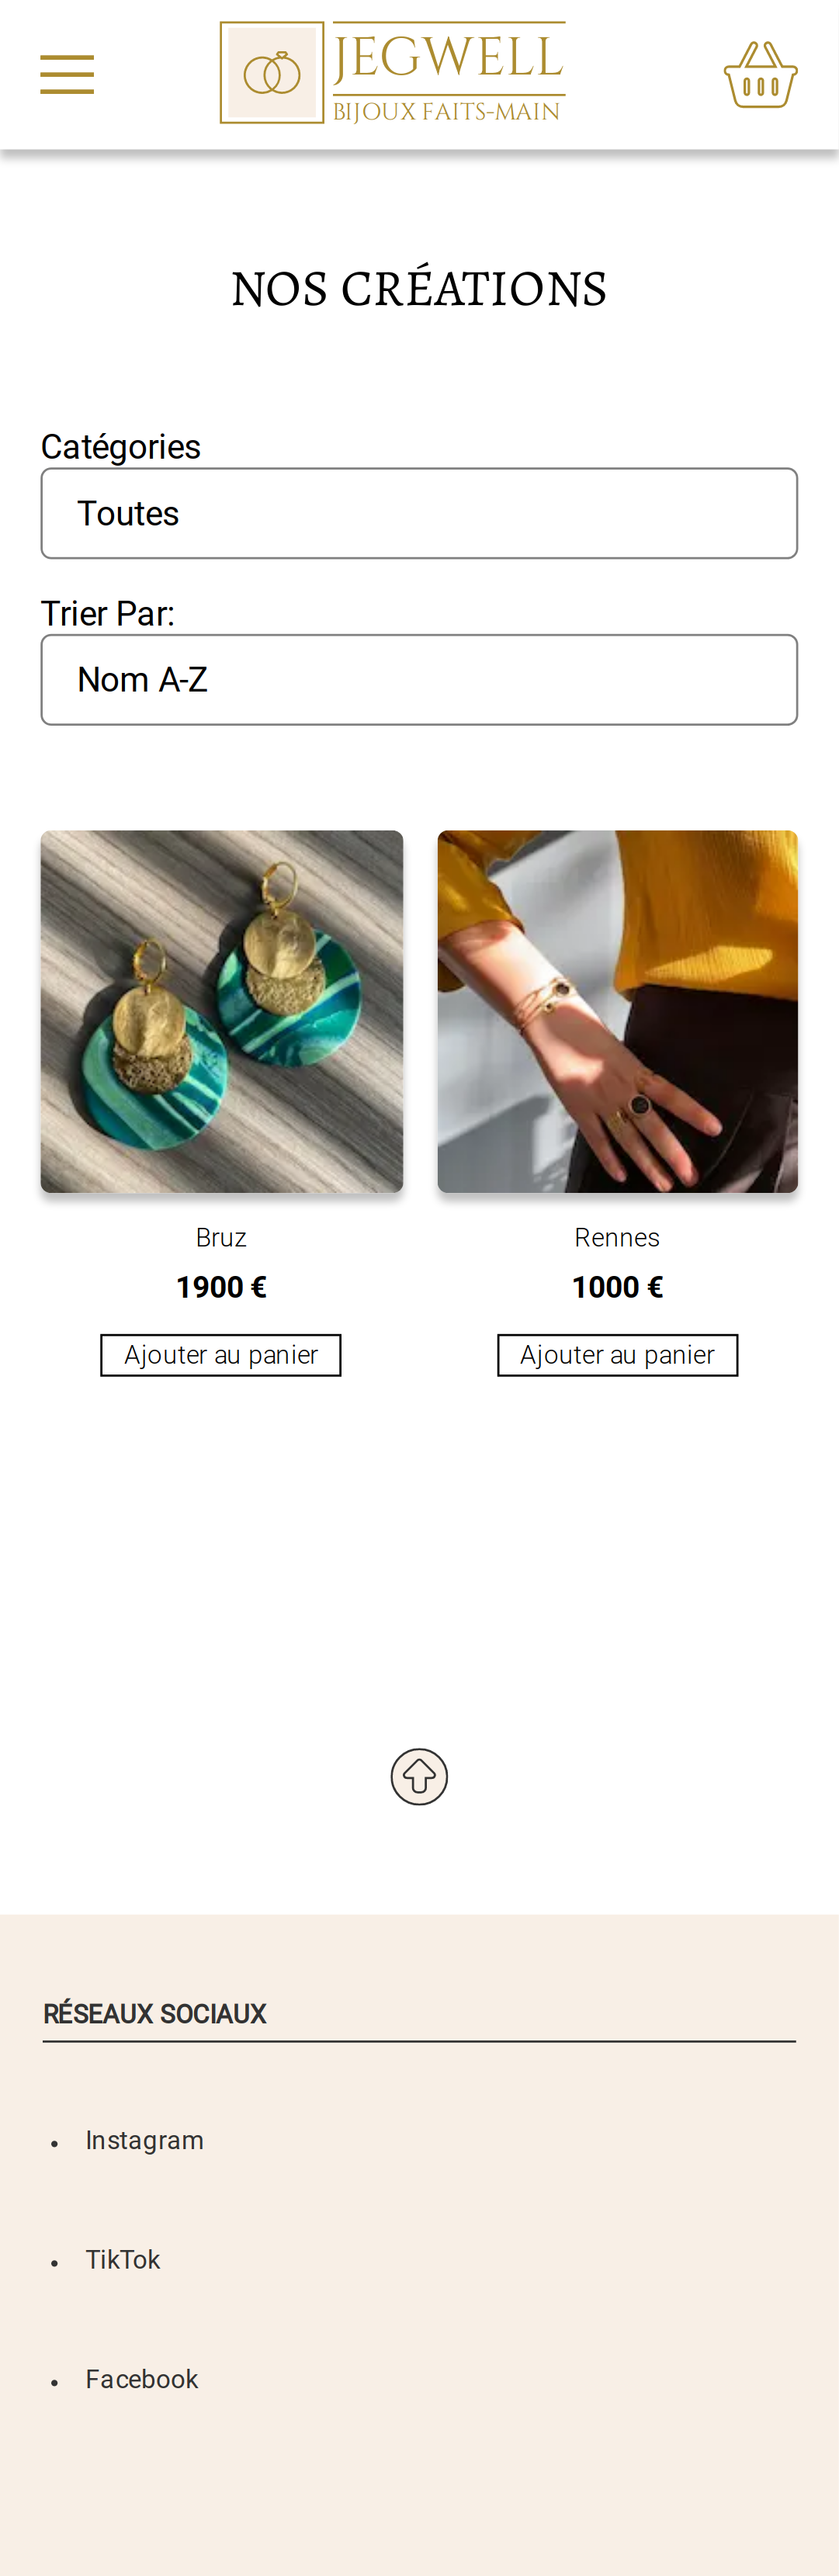 JEGWELL
BIJOUX FAITS-MAIN
NOS CRÉATIONS
Catégories
Toutes
Trier Par:
Nom A-Z
Bruz
Rennes
1900 €
1000 €
Ajouter au panier
Ajouter au panier
RÉSEAUX SOCIAUX
• Instagram
• TikTok
• Facebook